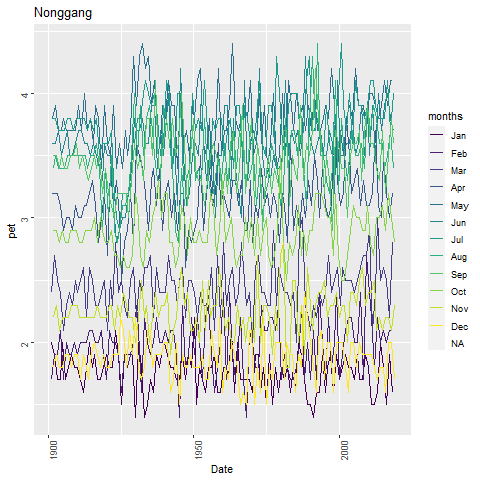 Nonggang
4
3
2
pet
1900
1950
2000
Date
months
Jan
Feb
Mar
Apr
May
Jun
Jul
Aug
Sep
Oct
Nov
Dec
NA